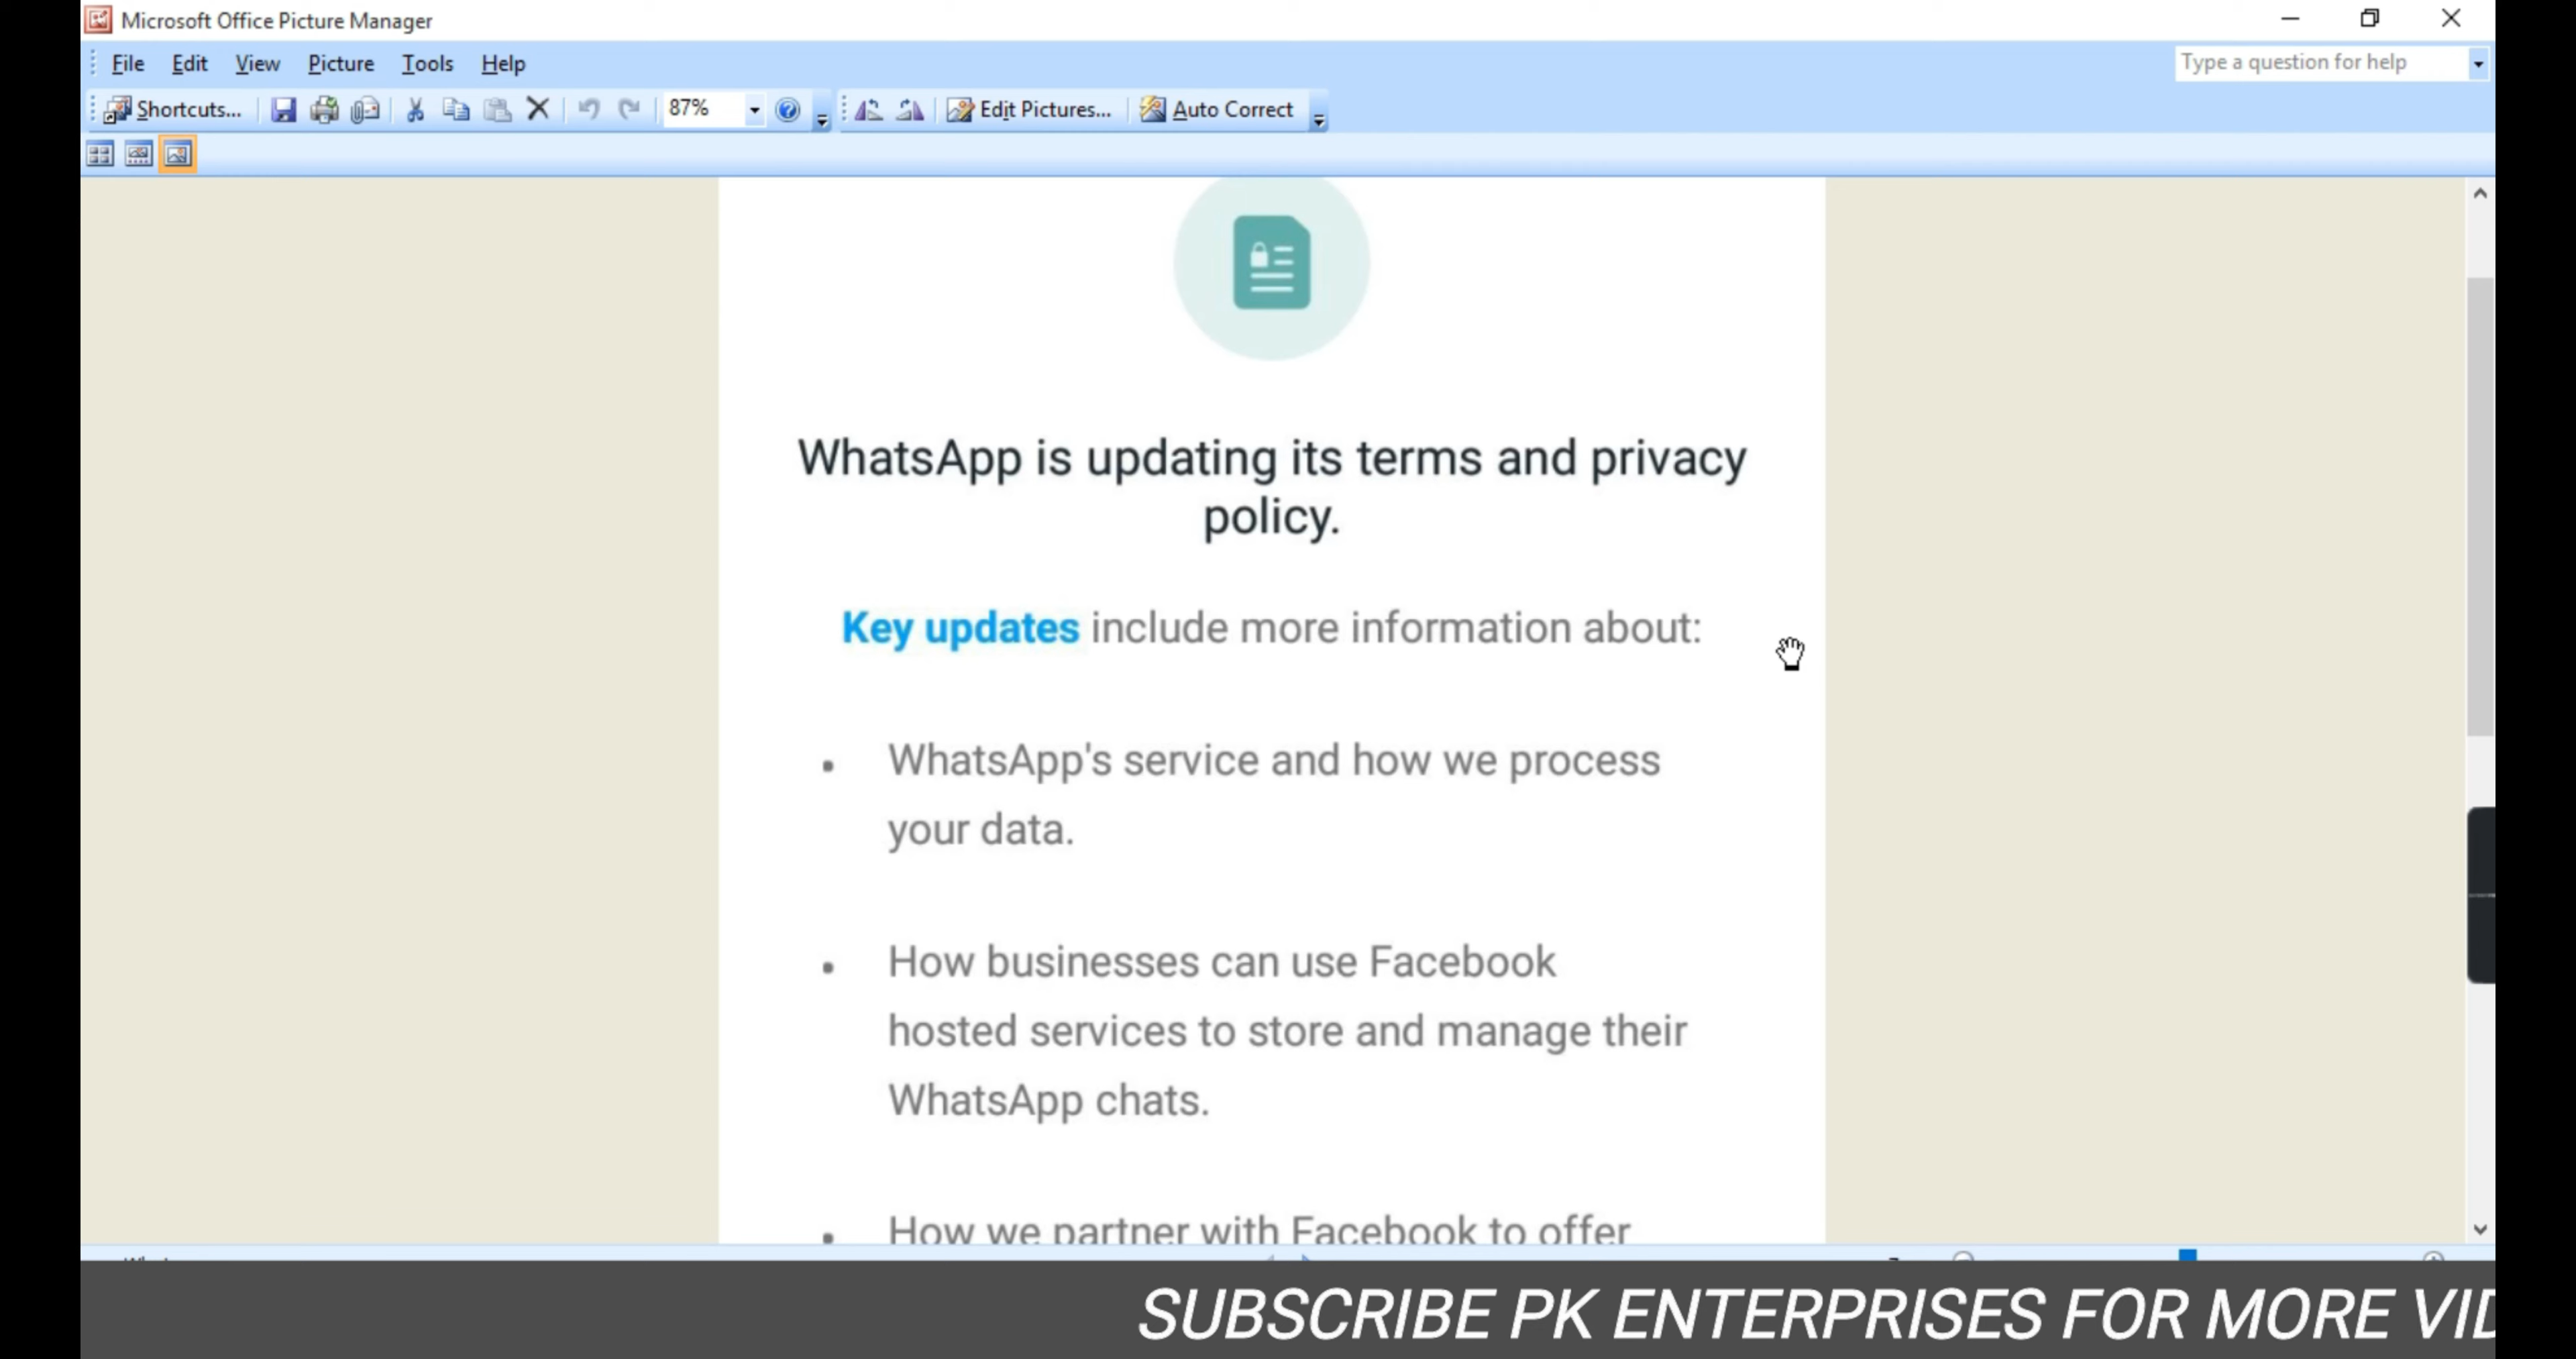 Microsoft Office Picture Manager
File Edit View Picture Tools Help
Type a question for help
Shortcuts... 87% Edit Pictures... Auto Correct
WhatsApp is updating its terms and privacy
policy.
Key updates include more information about:
• WhatsApp's service and how we process
your data.
• How businesses can use Facebook
hosted services to store and manage their
WhatsApp chats.
• How we partner with Facebook to offer
SUBSCRIBE PK ENTERPRISES FOR MORE VID